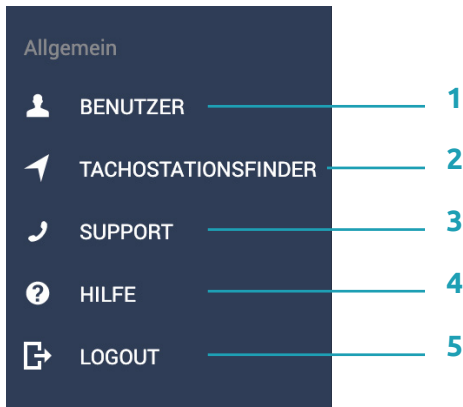 Allgemein
BENUTZER 1
TACHOSTATIONSFINDER 2
SUPPORT 3
HILFE 4
LOGOUT 5